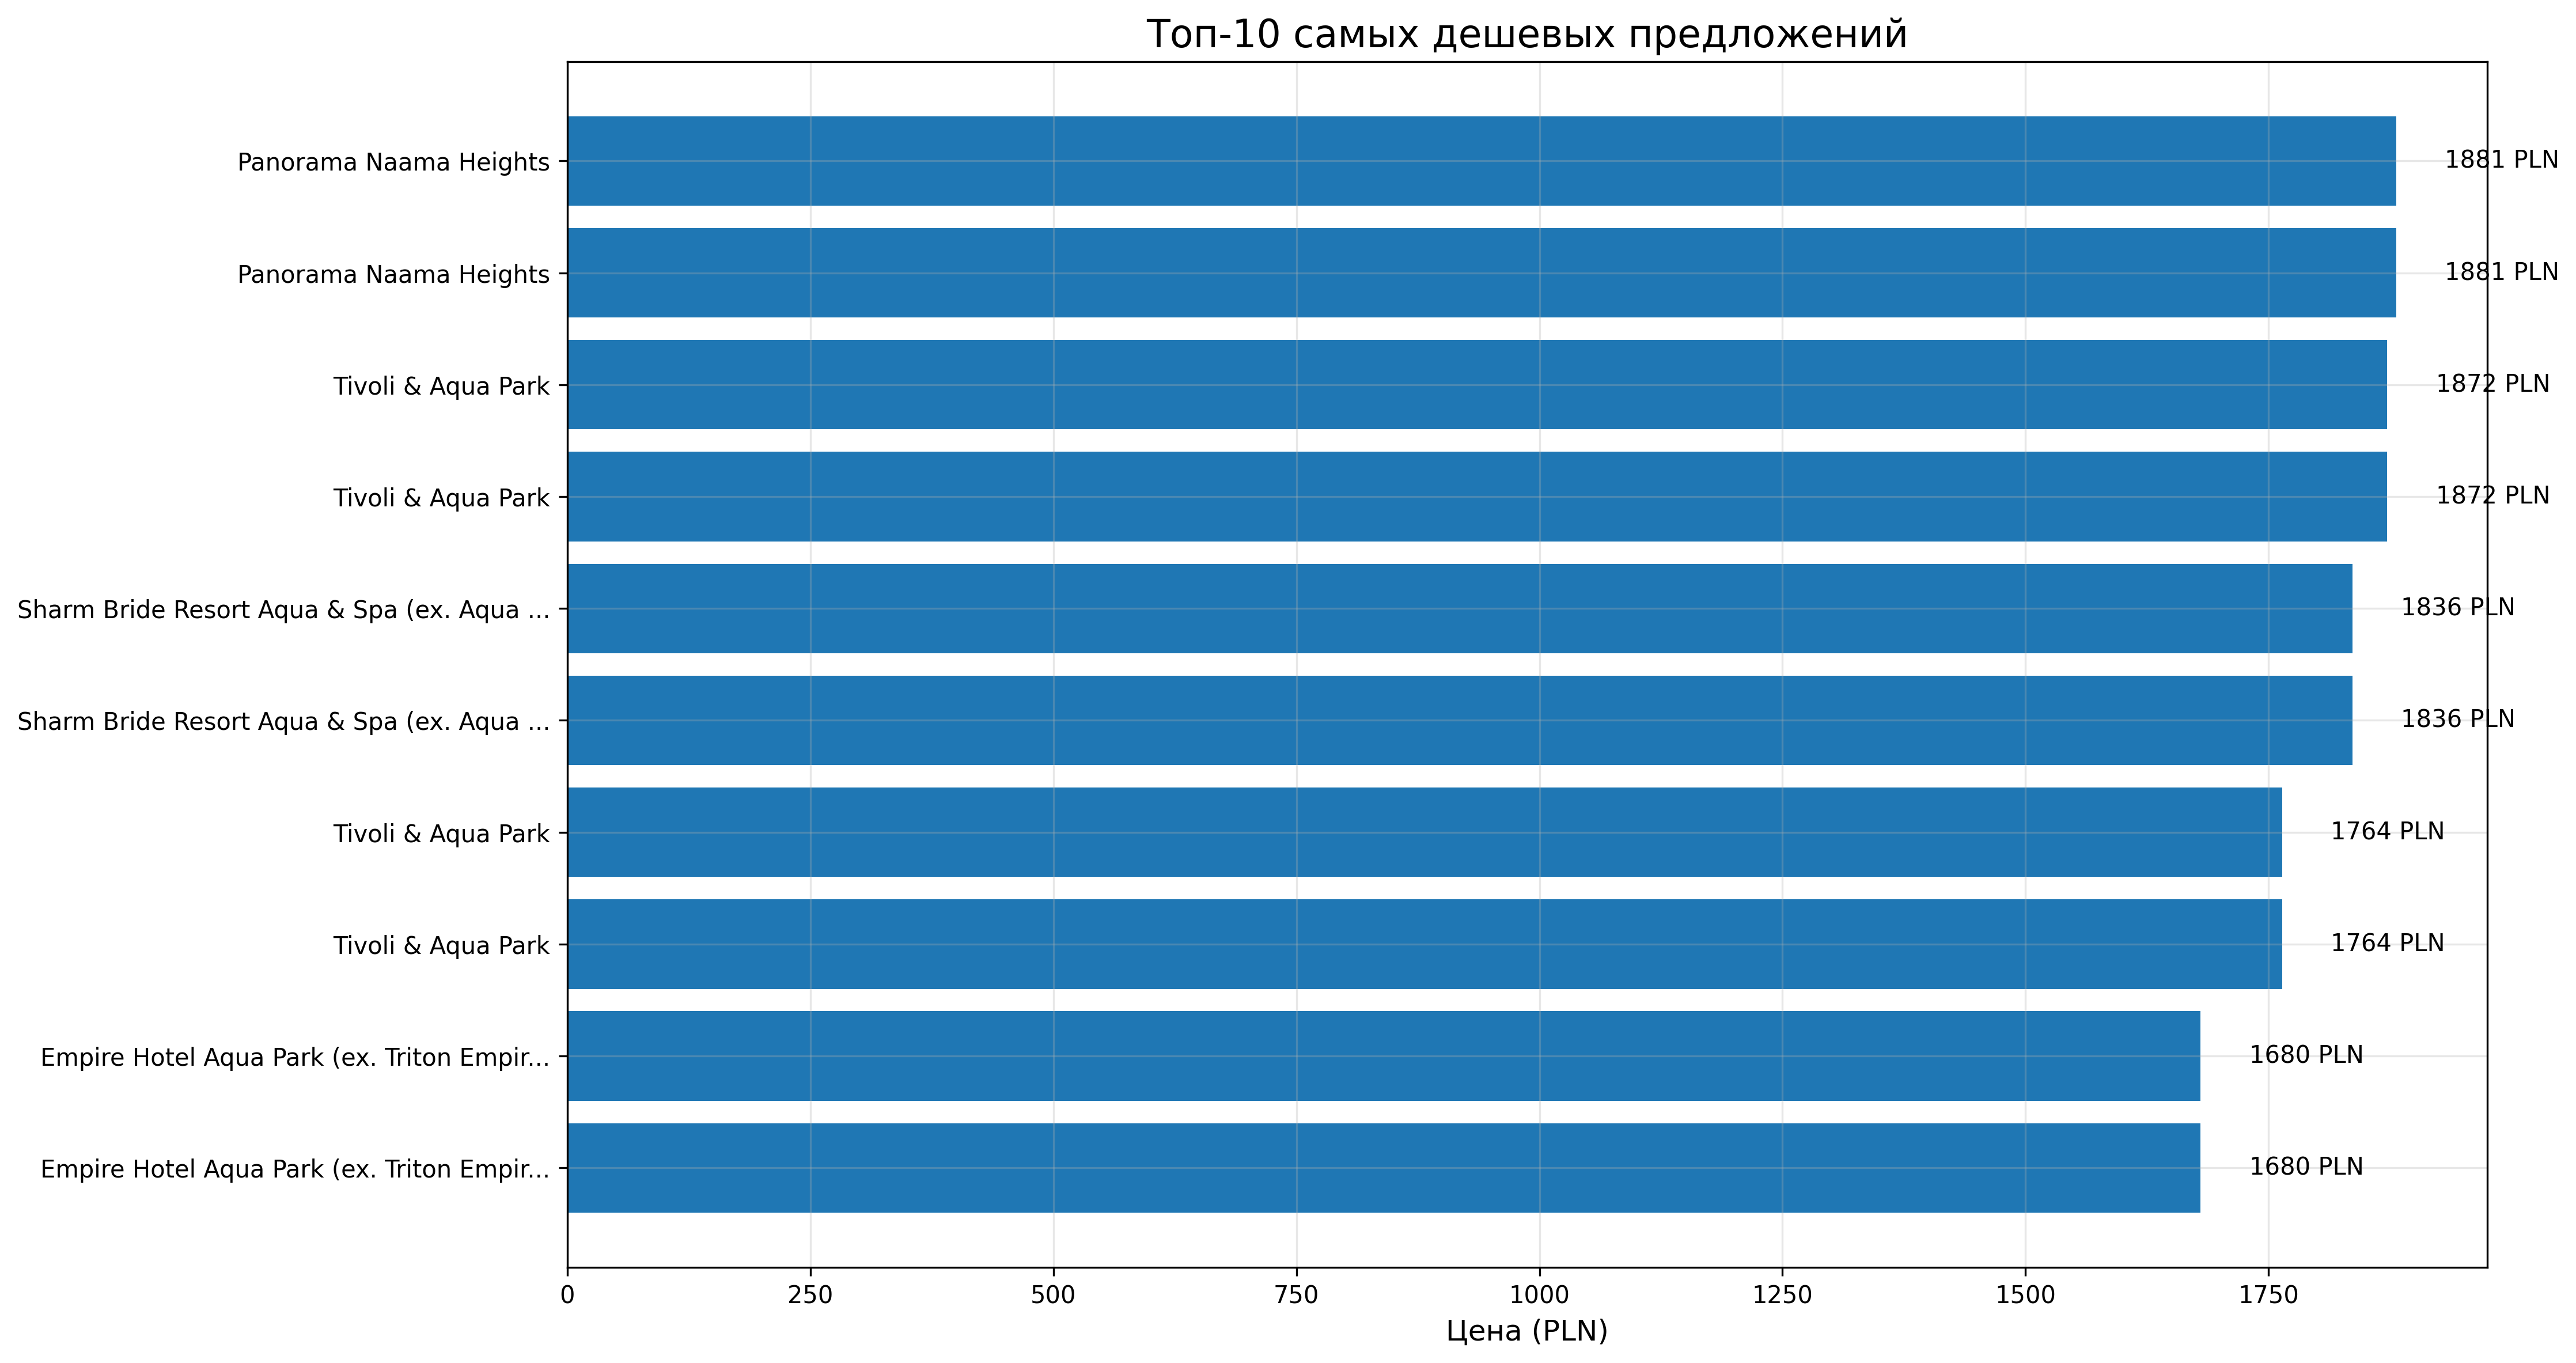 Топ-10 самых дешевых предложений
Panorama Naama Heights
1881 PLN
Panorama Naama Heights
1881 PLN
Tivoli & Aqua Park
1872 PLN
Tivoli & Aqua Park
1872 PLN
Sharm Bride Resort Aqua & Spa (ex. Aqua ...
1836 PLN
Sharm Bride Resort Aqua & Spa (ex. Aqua ...
1836 PLN
Tivoli & Aqua Park
1764 PLN
Tivoli & Aqua Park
1764 PLN
Empire Hotel Aqua Park (ex. Triton Empir...
1680 PLN
Empire Hotel Aqua Park (ex. Triton Empir...
1680 PLN
0 250 500 750 1000 1250 1500 1750
Цена (PLN)